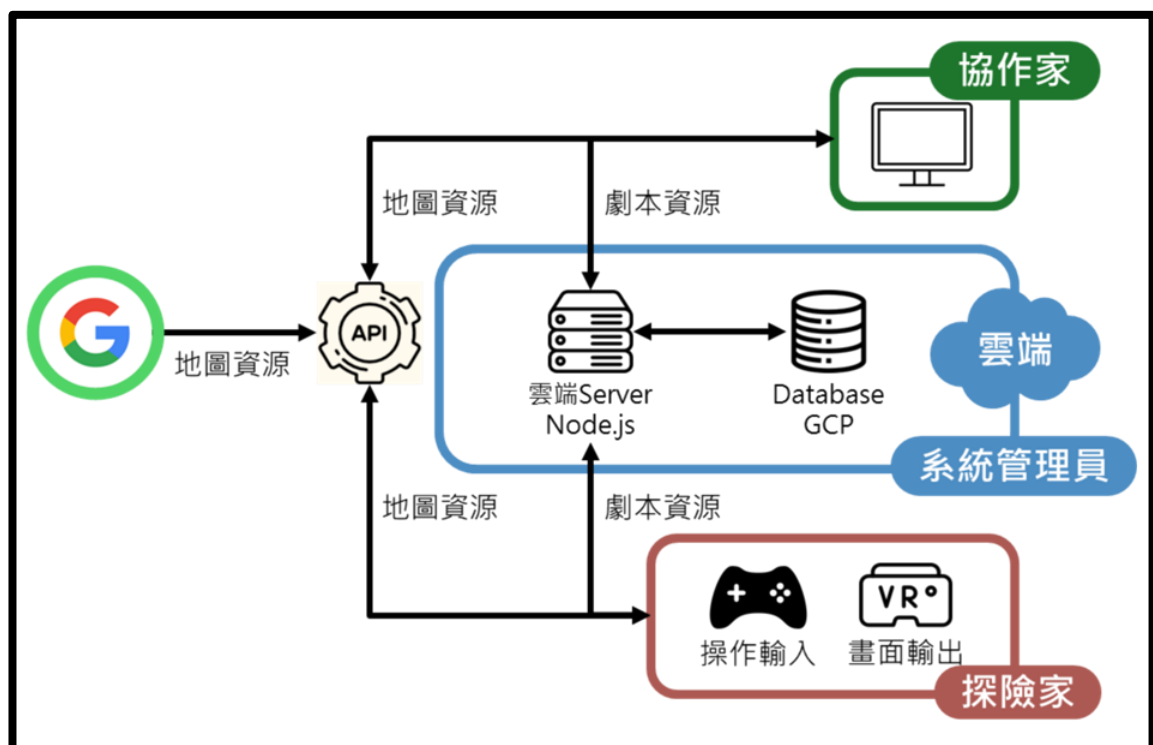 協作家
地圖資源
劇本資源
G
地圖資源
API
雲端Server
Node.js
Database
GCP
雲端
系統管理員
地圖資源
劇本資源
VR
操作輸入
畫面輸出
探險家